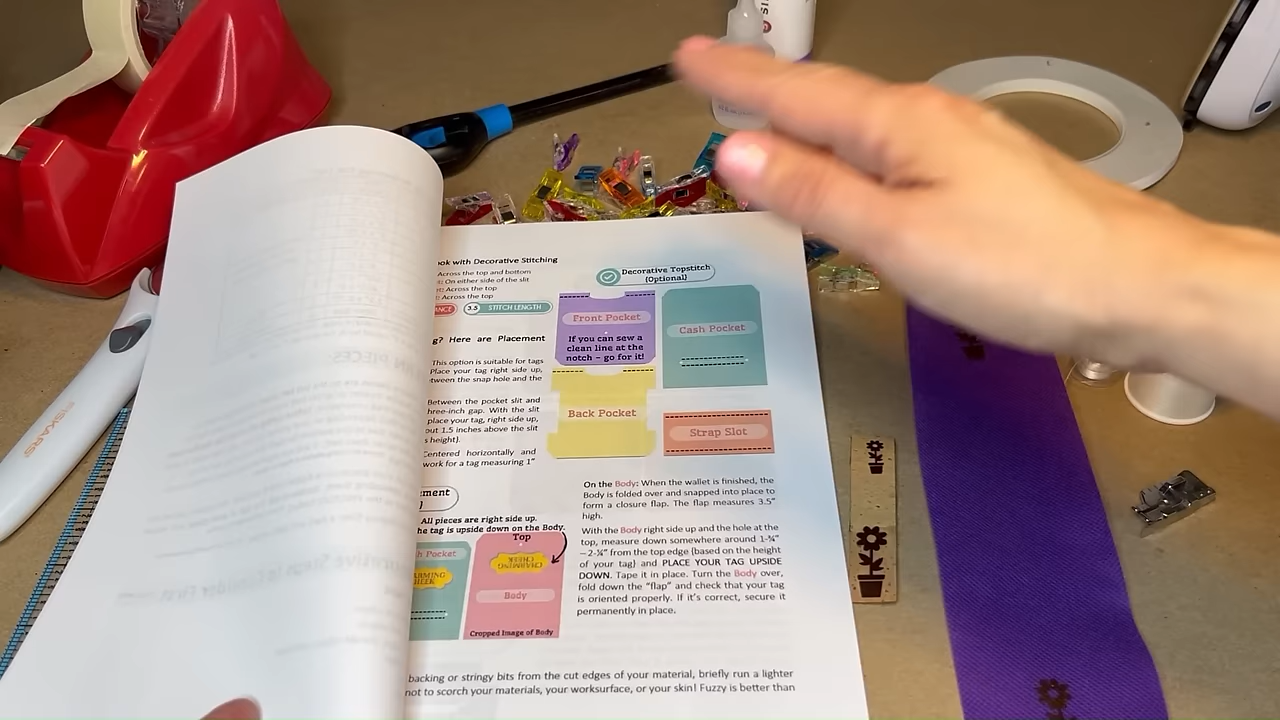 ook with Decorative Stitching
Across the top and bottom
On either side of the slit
Across the top
Across the top
ANCE
3.5 STITCH LENGTH
g? Here are Placement
This option is suitable for tags
Place your tag right side up,
tween the snap hole and the
Between the pocket slit and
hree-inch gap. With the slit
place your tag, right side up,
out 1.5 inches above the slit
s height).
Centered horizontally and
work for a tag measuring 1"
Decorative Topstitch
(Optional)
Front Pocket
If you can sew a
clean line at the
notch – go for it!
Cash Pocket
Back Pocket
Strap Slot
ement
All pieces are right side up.
he tag is upside down on the Body.
Top
h Pocket
ARMING
HEEK
CHARMING
CHEEK
Body
Cropped Image of Body
On the Body: When the wallet is finished, the
Body is folded over and snapped into place to
form a closure flap. The flap measures 3.5"
high.
With the Body right side up and the hole at the
top, measure down somewhere around 1-¼"
–2-¼" from the top edge (based on the height
of your tag) and PLACE YOUR TAG UPSIDE
DOWN. Tape it in place. Turn the Body over,
fold down the "flap" and check that your tag
is oriented properly. If it's correct, secure it
permanently in place.
backing or stringy bits from the cut edges of your material, briefly run a lighter
not to scorch your materials, your worksurface, or your skin! Fuzzy is better than
FISKARS